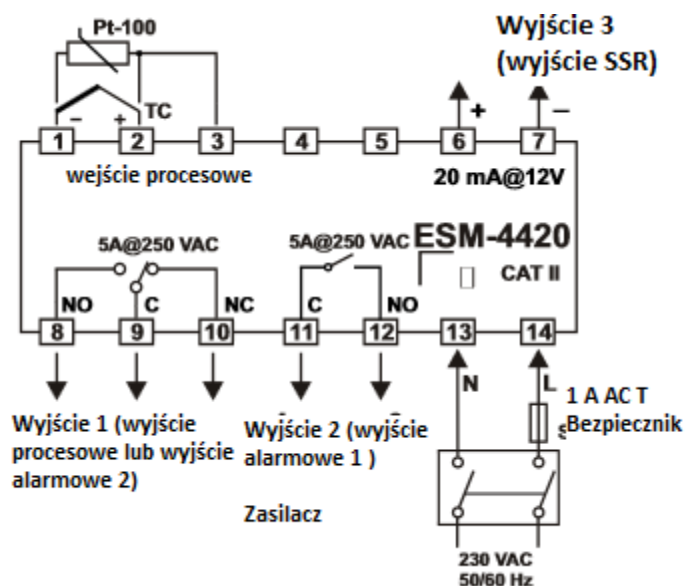 Pt-100
Wyjście 3
(wyjście SSR)
– + TC
+ –
1 2 3 4 5 6 7
wejście procesowe
20 mA@12V
5A@250 VAC
5A@250 VAC
ESM-4420
CAT II
NO C NC C NO
8 9 10 11 12 13 14
N L
1 A AC T
Bezpiecznik
Wyjście 1 (wyjście
procesowe lub wyjście
alarmowe 2)
Wyjście 2 (wyjście
alarmowe 1 )
Zasilacz
230 VAC
50/60 Hz